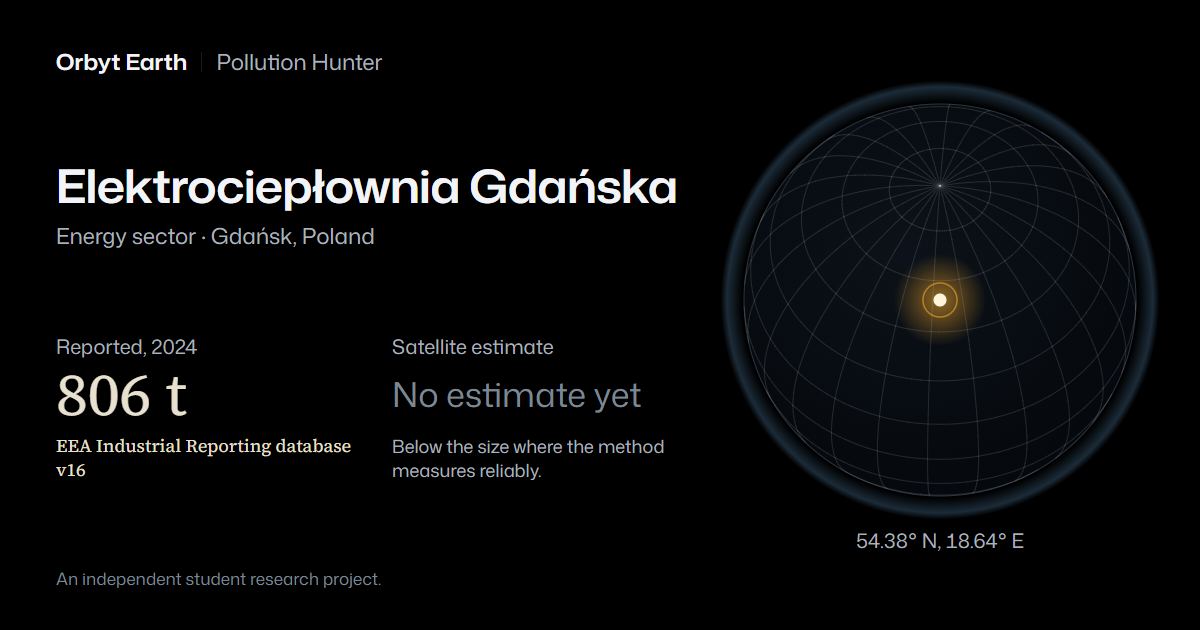 Orbyt Earth | Pollution Hunter
Elektrociepłownia Gdańska
Energy sector · Gdańsk, Poland
Reported, 2024
806 t
EEA Industrial Reporting database
v16
Satellite estimate
No estimate yet
Below the size where the method
measures reliably.
54.38° N, 18.64° E
An independent student research project.